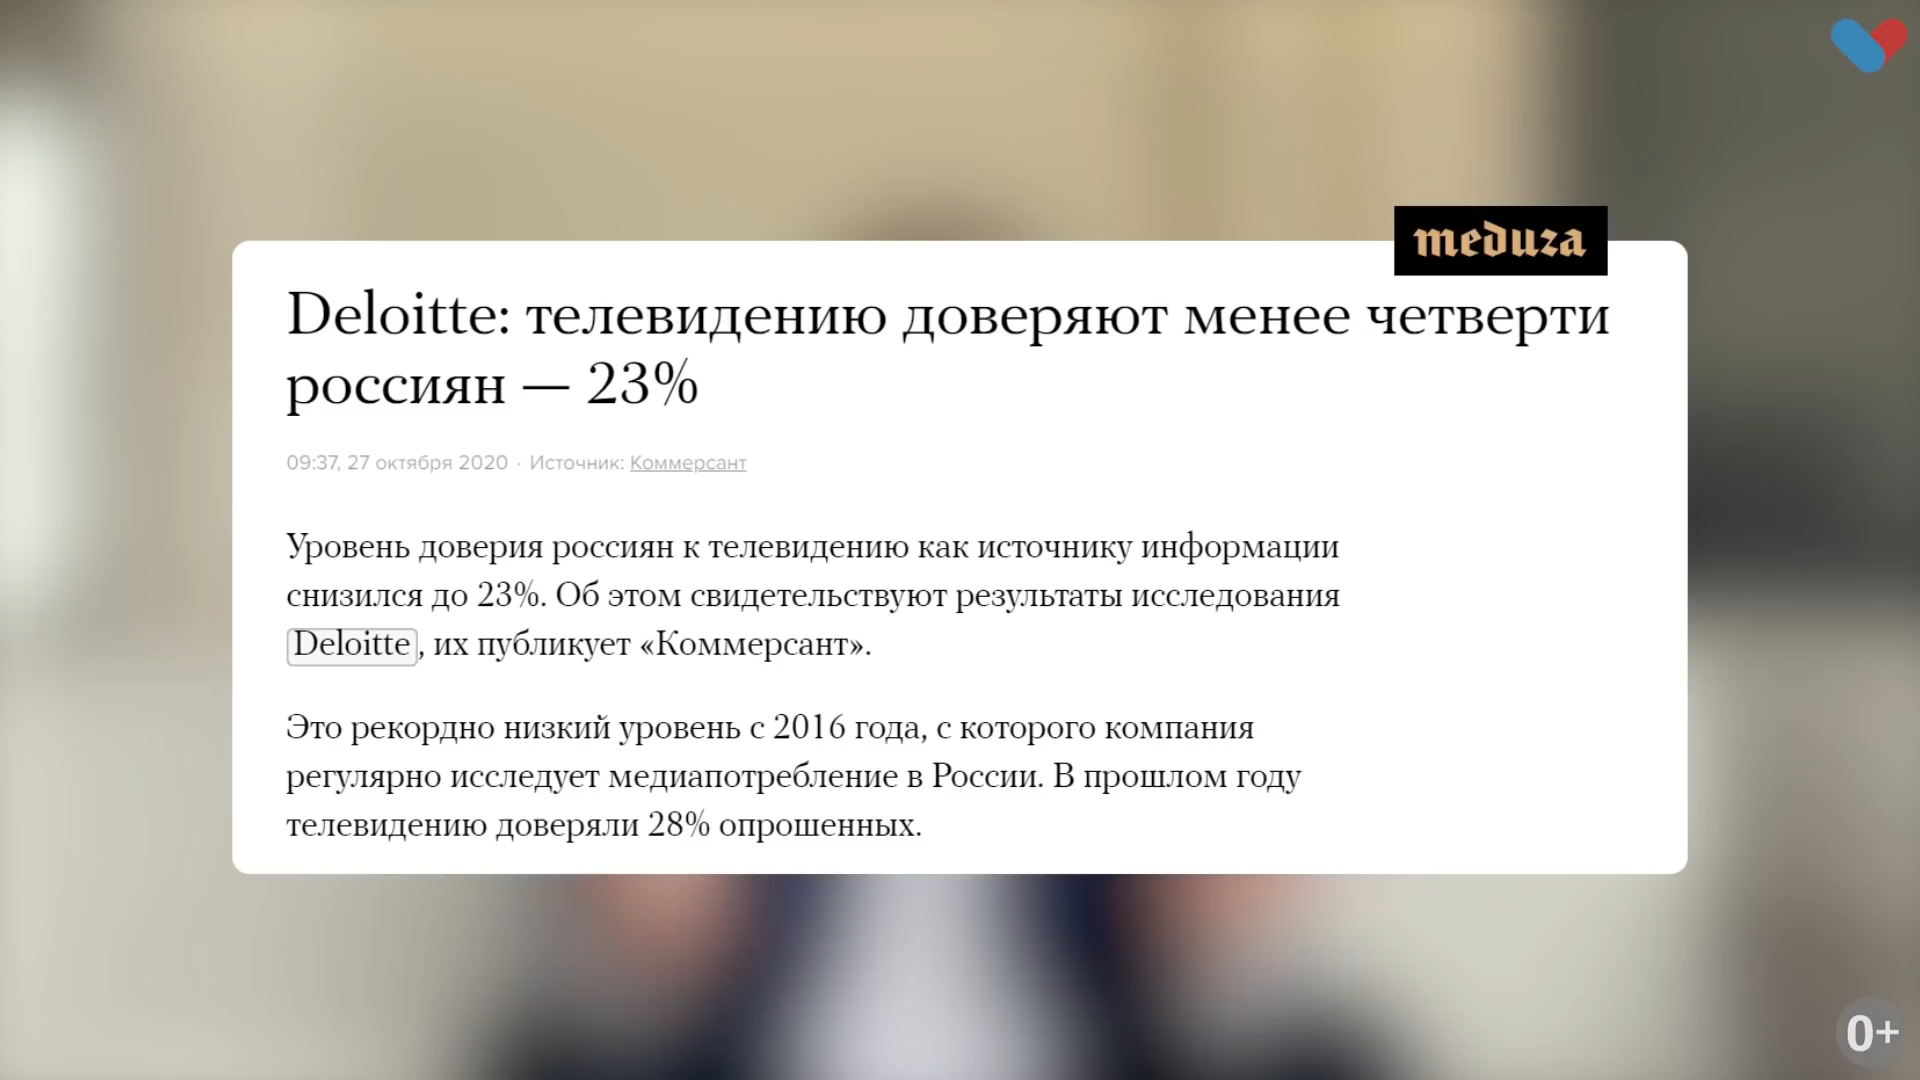 meduza
Deloitte: телевидению доверяют менее четверти
россиян — 23%
09:37, 27 октября 2020 · Источник: Коммерсант
Уровень доверия россиян к телевидению как источнику информации
снизился до 23%. Об этом свидетельствуют результаты исследования
Deloitte, их публикует «Коммерсант».
Это рекордно низкий уровень с 2016 года, с которого компания
регулярно исследует медиапотребление в России. В прошлом году
телевидению доверяли 28% опрошенных.
0+